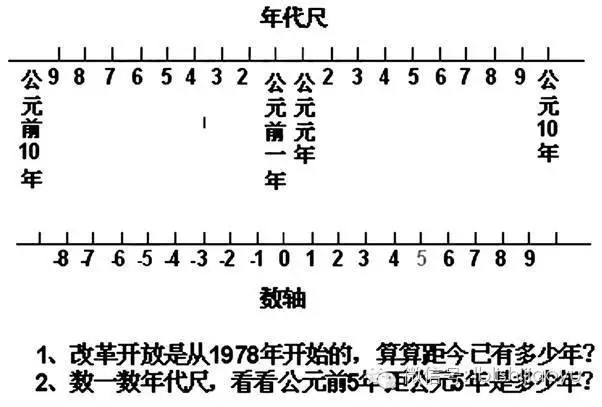 年代尺
公元前10年 9 8 7 6 5 4 3 2 公元前一年 公元元年 2 3 4 5 6 7 8 9 公元10年
-8 -7 -6 -5 -4 -3 -2 -1 0 1 2 3 4 5 6 7 8 9
数轴
1、改革开放是从1978年开始的，算算距今已有多少年?
2、数一数年代尺，看看公元前5年距公元5年是多少年?
微信号: